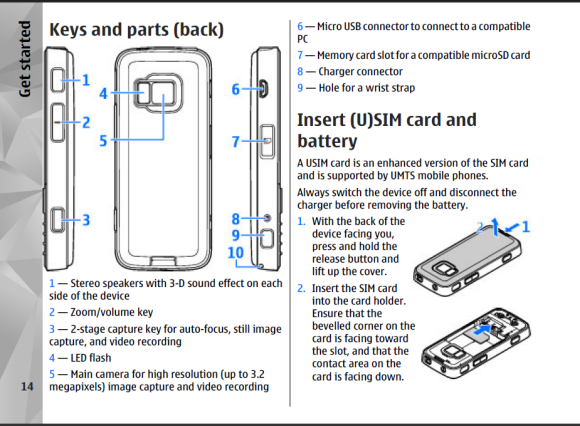 Get started
Keys and parts (back)
1
2
3
4
5
6
7
8
9
10
1 — Stereo speakers with 3-D sound effect on each
side of the device
2 — Zoom/volume key
3 — 2-stage capture key for auto-focus, still image
capture, and video recording
4 — LED flash
5 — Main camera for high resolution (up to 3.2
megapixels) image capture and video recording
14
6 — Micro USB connector to connect to a compatible
PC
7 — Memory card slot for a compatible microSD card
8 — Charger connector
9 — Hole for a wrist strap
Insert (U)SIM card and
battery
A USIM card is an enhanced version of the SIM card
and is supported by UMTS mobile phones.
Always switch the device off and disconnect the
charger before removing the battery.
1. With the back of the
device facing you,
press and hold the
release button and
lift up the cover.
2
1
2. Insert the SIM card
into the card holder.
Ensure that the
bevelled corner on the
card is facing toward
the slot, and that the
contact area on the
card is facing down.